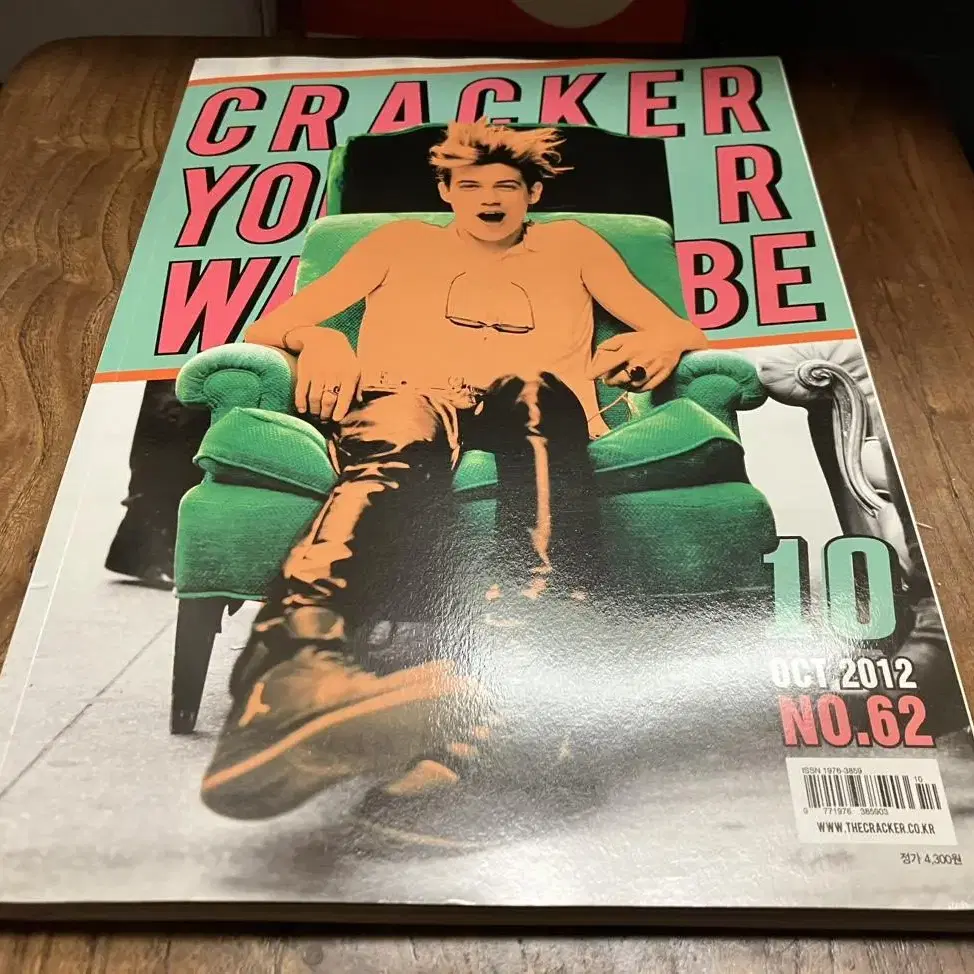 CRACKER
YO R
WA BE
10
OCT.2012
NO.62
ISSN 1976-3859
10
9 771976 385903
WWW.THECRACKER.CO.KR
정가 4,300원